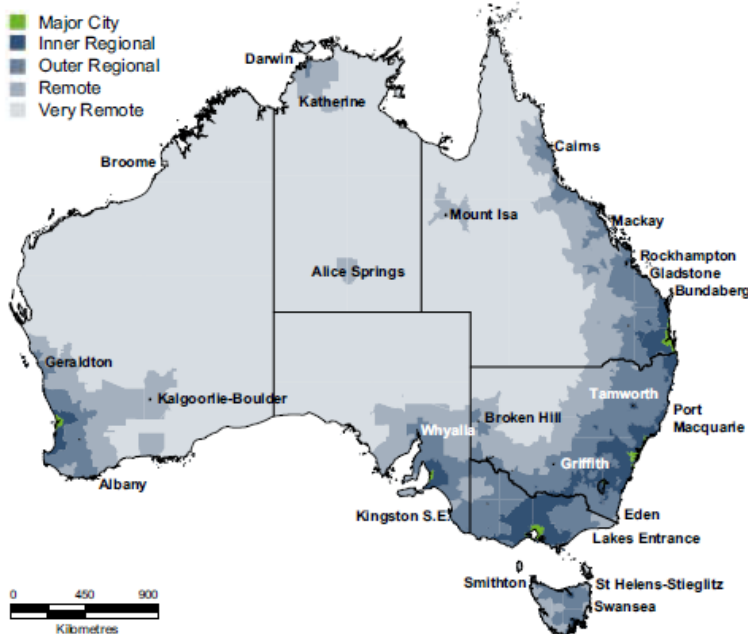 Major City
Inner Regional
Outer Regional
Remote
Very Remote
Darwin
Katherine
Broome
Cairns
Mount Isa
Mackay
Rockhampton
Gladstone
Bundaberg
Alice Springs
Geraldton
Kalgoorlie-Boulder
Tamworth
Broken Hill
Port
Macquarie
Whyalla
Griffith
Albany
Kingston S.E.
Eden
Lakes Entrance
Smithton
St Helens-Stieglitz
Swansea
0 450 900
Kilometres